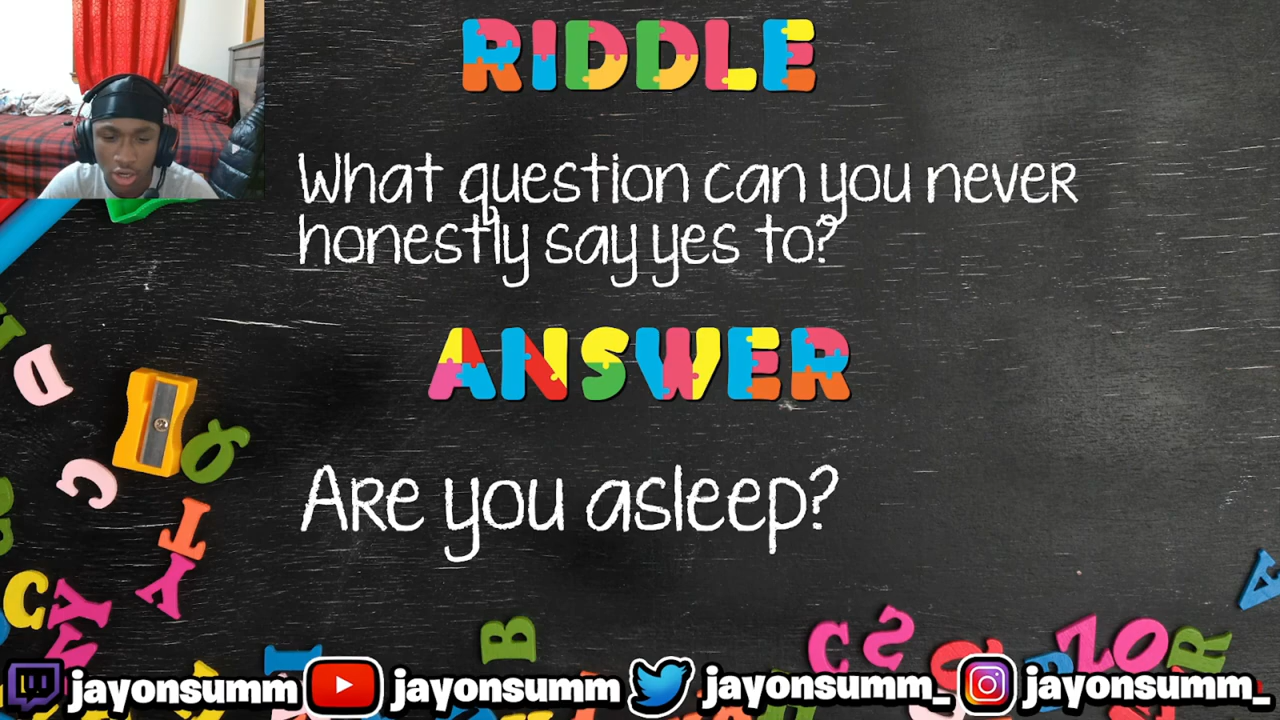 RIDDLE
What question can you never
honestly say yes to?
ANSWER
Are you asleep?
jayonsumm
jayonsumm
jayonsumm_
jayonsumm_